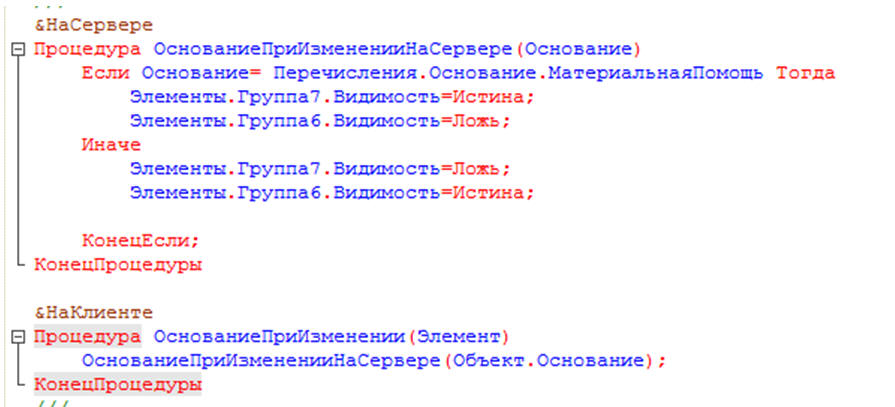 ///
&НаСервере
Процедура ОснованиеПриИзмененииНаСервере(Основание)
Если Основание= Перечисления.Основание.МатериальнаяПомощь Тогда
Элементы.Группа7.Видимость=Истина;
Элементы.Группа6.Видимость=Ложь;
Иначе
Элементы.Группа7.Видимость=Ложь;
Элементы.Группа6.Видимость=Истина;
КонецЕсли;
КонецПроцедуры
&НаКлиенте
Процедура ОснованиеПриИзменении(Элемент)
ОснованиеПриИзмененииНаСервере(Объект.Основание);
КонецПроцедуры
///